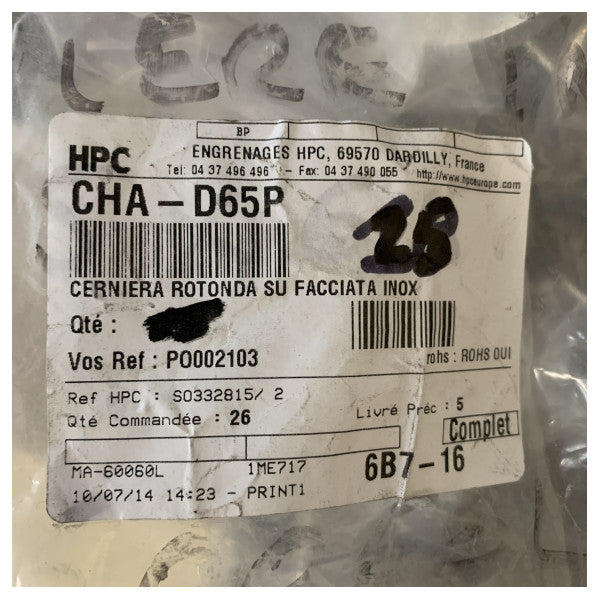 LERE
BP
HPC
ENGRENAGES HPC, 69570 DARDILLY, France
Tel: 04 37 496 496 - Fax: 04 37 490 055 http://www.hpceurope.com
CHA-D65P
28
CERNIERA ROTONDA SU FACCIATA INOX
Qté :
Vos Ref : PO002103
rohs : ROHS OUI
Ref HPC : SO332815/ 2
Qté Commandée : 26
Livré Préc : 5
Complet
MA-60060L 1ME717 6B7-16
10/07/14 14:23 - PRINT1